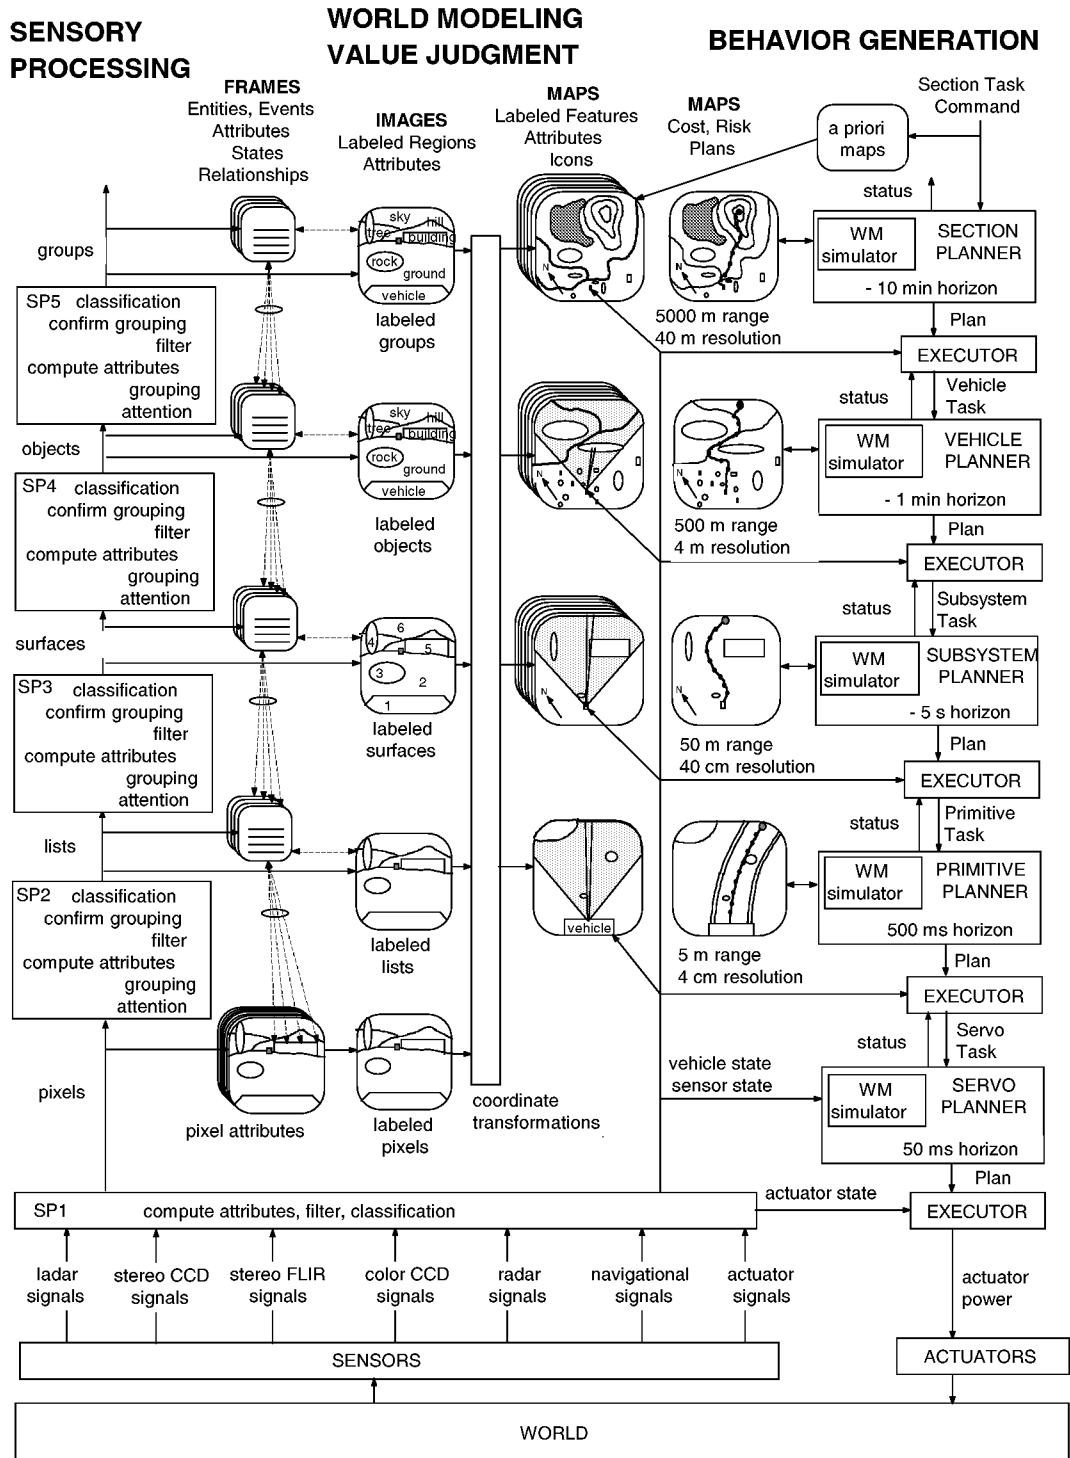 SENSORY
PROCESSING
WORLD MODELING
VALUE JUDGMENT
BEHAVIOR GENERATION
FRAMES
Entities, Events
Attributes
States
Relationships
IMAGES
Labeled Regions
Attributes
MAPS
Labeled Features
Attributes
Icons
MAPS
Cost, Risk
Plans
Section Task
Command
a priori
maps
status
groups
sky
hill
tree
building
rock
ground
vehicle
labeled
groups
N
N
5000 m range
40 m resolution
WM
simulator
SECTION
PLANNER
- 10 min horizon
Plan
EXECUTOR
SP5 classification
confirm grouping
filter
compute attributes
grouping
attention
status
Vehicle
Task
objects
sky
hill
tree
building
rock
ground
vehicle
labeled
objects
N
N
500 m range
4 m resolution
WM
simulator
VEHICLE
PLANNER
- 1 min horizon
Plan
EXECUTOR
SP4 classification
confirm grouping
filter
compute attributes
grouping
attention
status
Subsystem
Task
surfaces
6
4
5
3
2
1
labeled
surfaces
N
N
50 m range
40 cm resolution
WM
simulator
SUBSYSTEM
PLANNER
- 5 s horizon
Plan
EXECUTOR
SP3 classification
confirm grouping
filter
compute attributes
grouping
attention
status
Primitive
Task
lists
labeled
lists
vehicle
5 m range
4 cm resolution
WM
simulator
PRIMITIVE
PLANNER
500 ms horizon
Plan
EXECUTOR
SP2 classification
confirm grouping
filter
compute attributes
grouping
attention
status
Servo
Task
pixels
pixel attributes
labeled
pixels
coordinate
transformations
vehicle state
sensor state
WM
simulator
SERVO
PLANNER
50 ms horizon
Plan
EXECUTOR
SP1 compute attributes, filter, classification
actuator state
ladar
signals
stereo CCD
signals
stereo FLIR
signals
color CCD
signals
radar
signals
navigational
signals
actuator
signals
actuator
power
SENSORS
ACTUATORS
WORLD